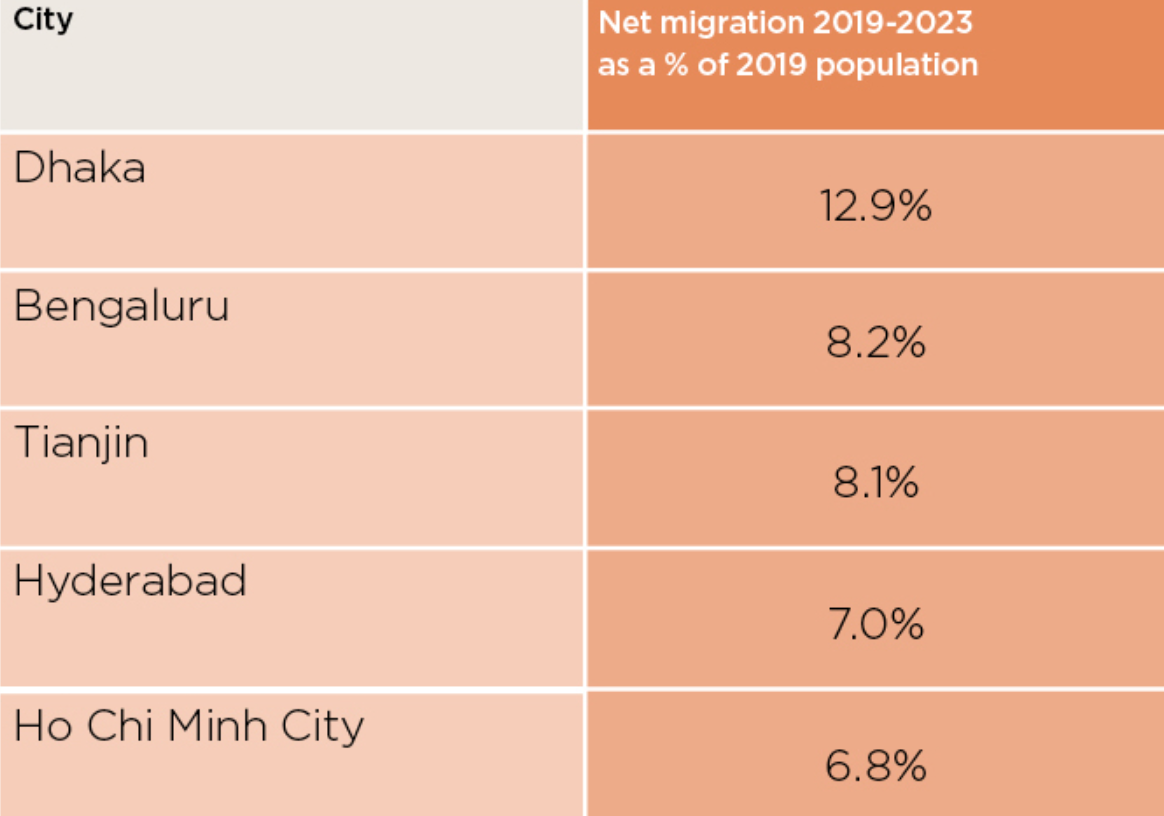 City
Net migration 2019-2023
as a % of 2019 population
Dhaka
12.9%
Bengaluru
8.2%
Tianjin
8.1%
Hyderabad
7.0%
Ho Chi Minh City
6.8%